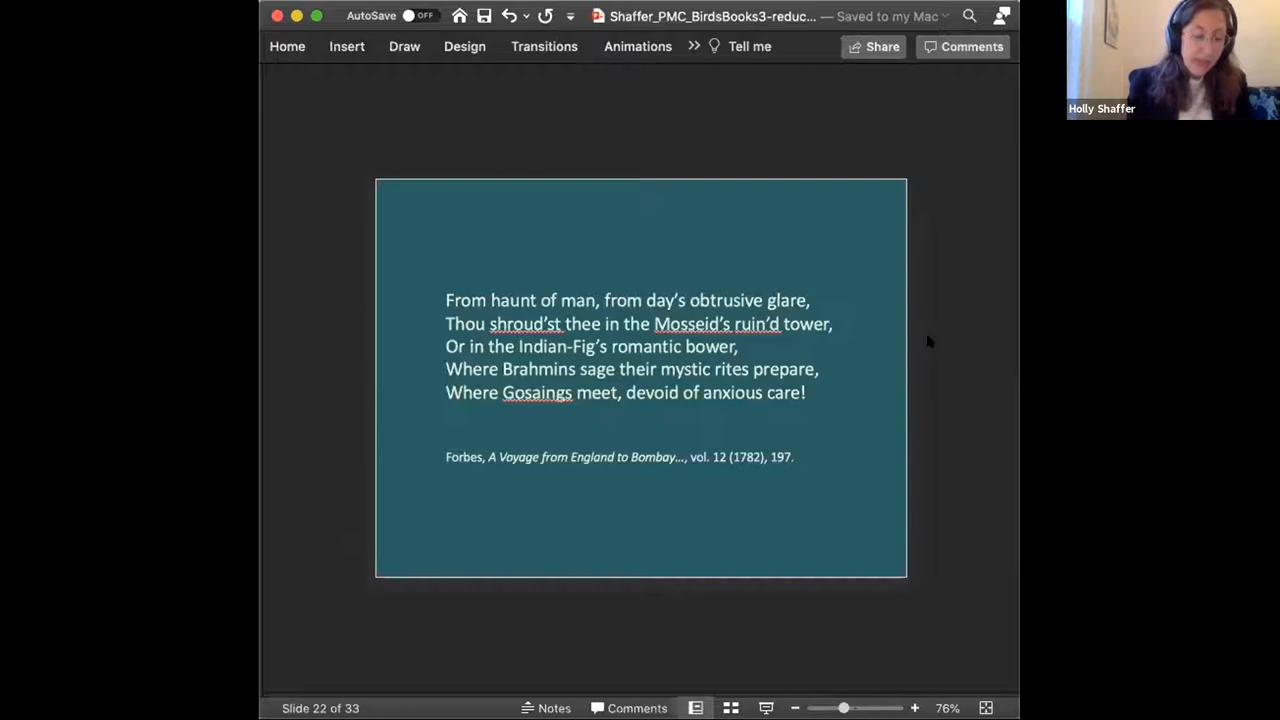 AutoSave OFF Shaffer_PMC_BirdsBooks3-reduc... — Saved to my Mac
Home Insert Draw Design Transitions Animations >> Tell me Share Comments
Holly Shaffer
From haunt of man, from day's obtrusive glare,
Thou shroud'st thee in the Mosseid's ruin'd tower,
Or in the Indian-Fig's romantic bower,
Where Brahmins sage their mystic rites prepare,
Where Gosaings meet, devoid of anxious care!
Forbes, A Voyage from England to Bombay..., vol. 12 (1782), 197.
Slide 22 of 33 Notes Comments 76%